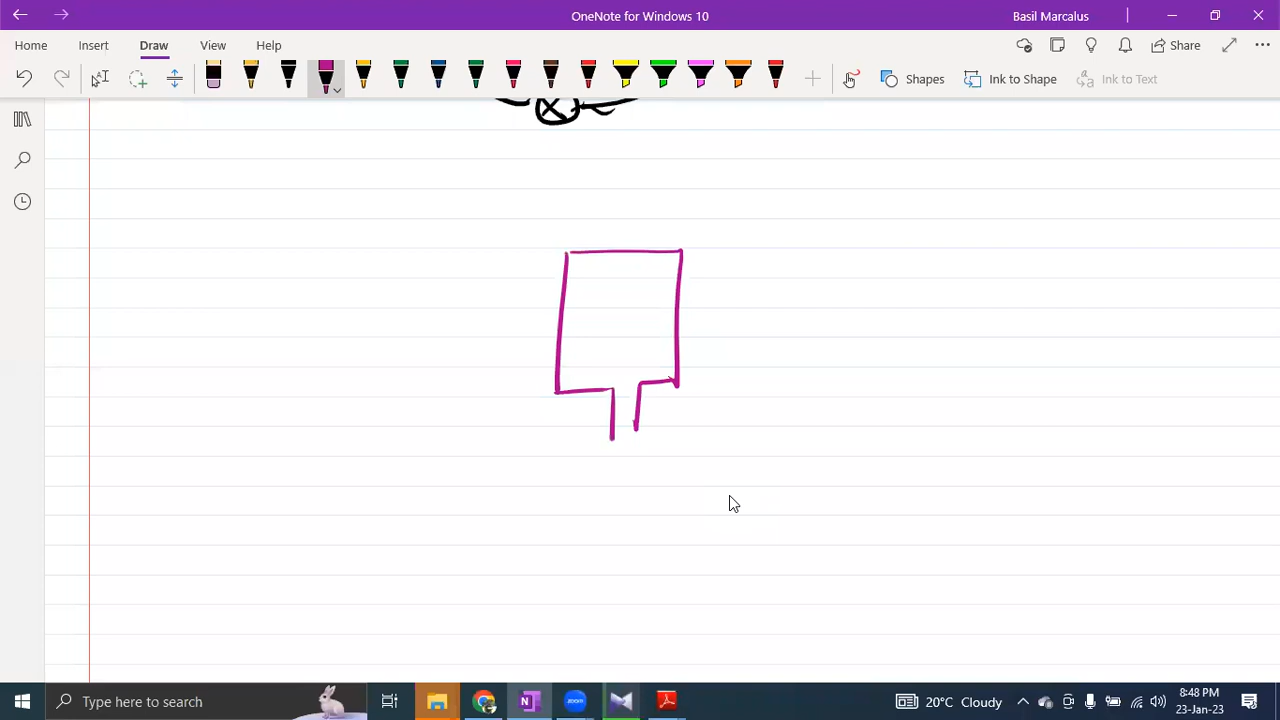 OneNote for Windows 10
Basil Marcalus
Home Insert Draw View Help
Share
Shapes
Ink to Shape
Ink to Text
Type here to search
zoom
20°C Cloudy
8:48 PM
23-Jan-23